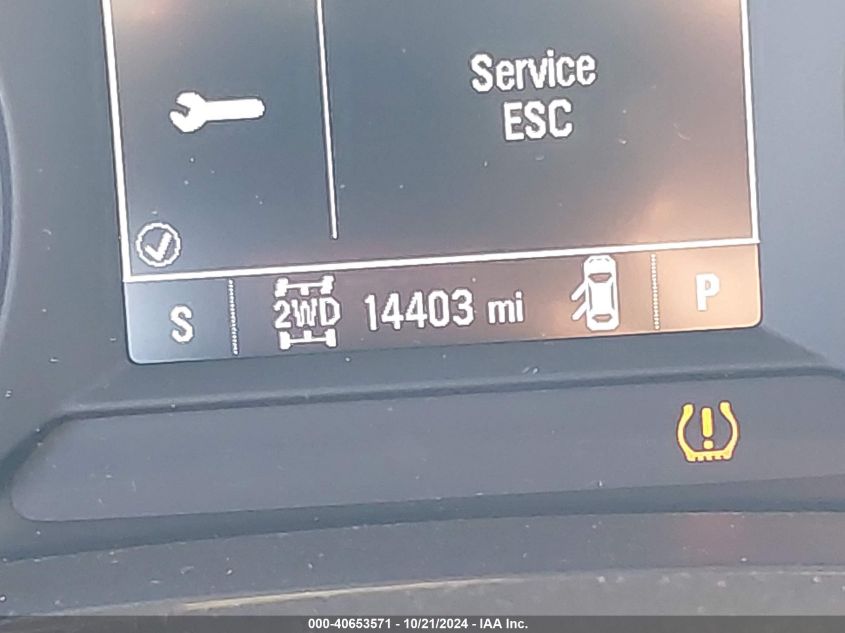 Service
ESC
S 2WD 14403 mi P
000-40653571 - 10/21/2024 - IAA Inc.